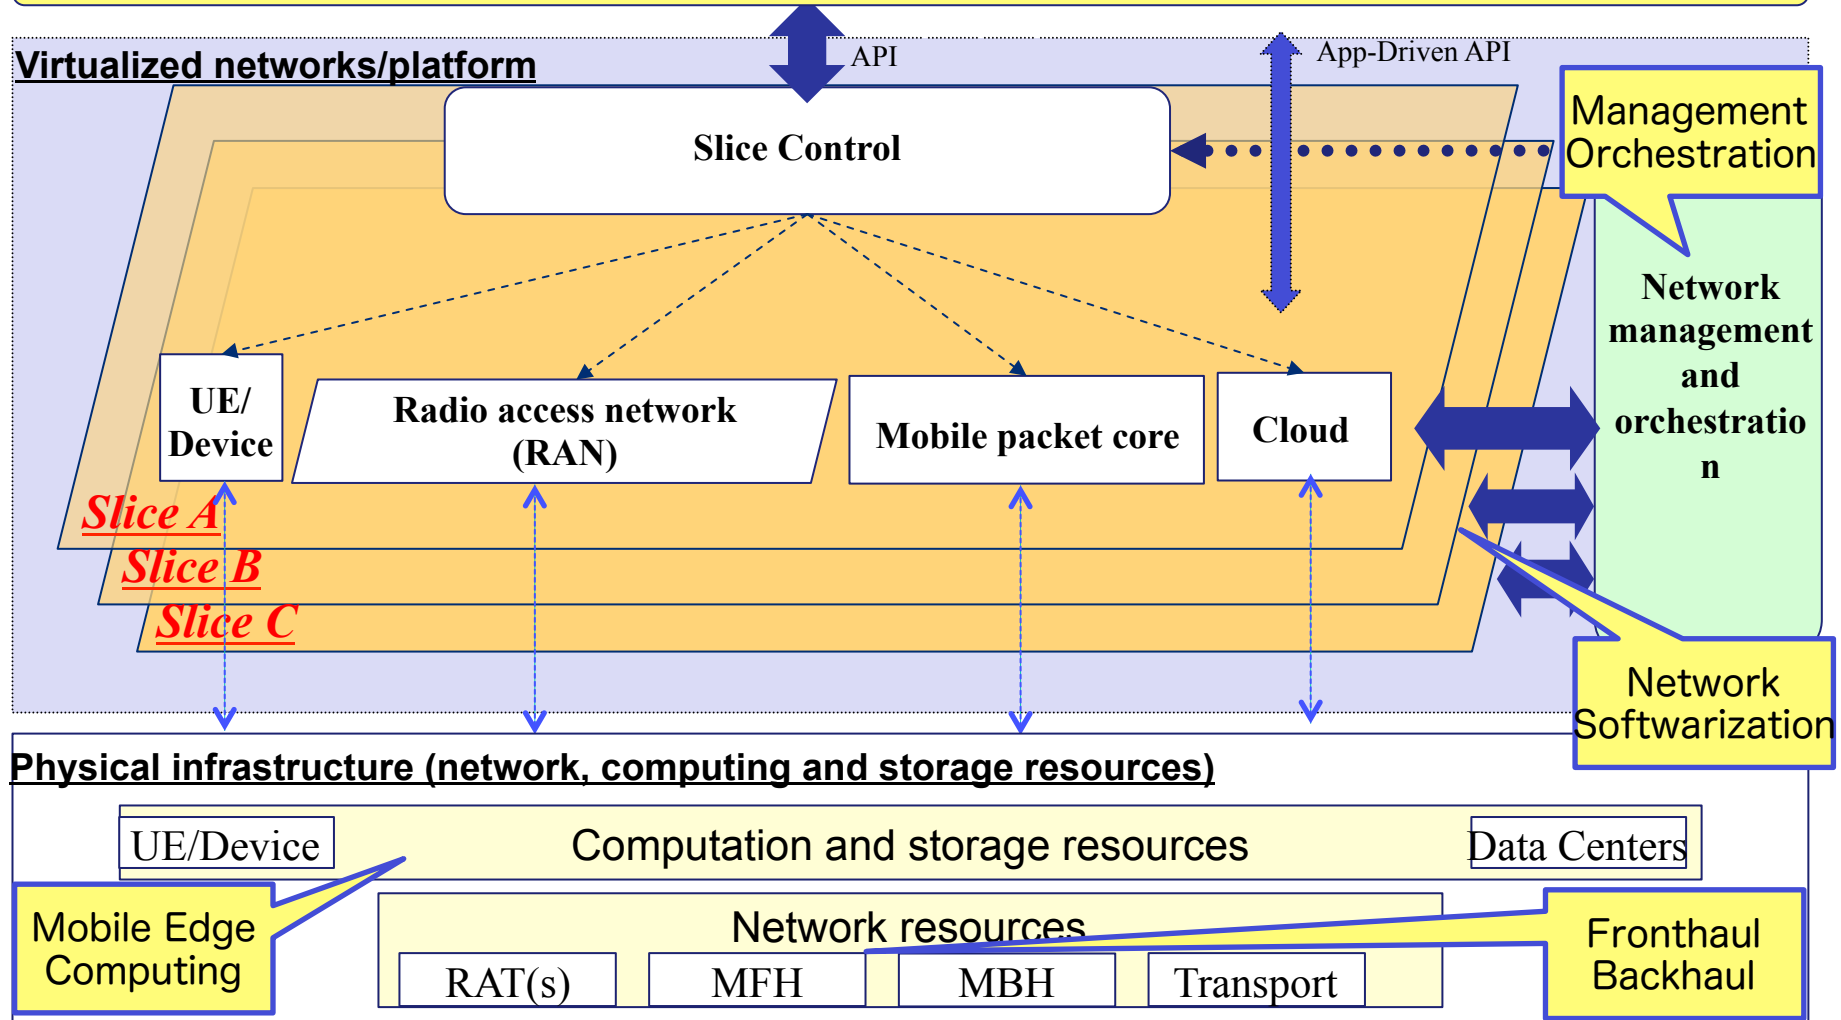 API
App-Driven API
Virtualized networks/platform
Management
Orchestration
Slice Control
Network
management
and
orchestratio
n
UE/
Device
Radio access network
(RAN)
Mobile packet core
Cloud
Slice A
Slice B
Slice C
Network
Softwarization
Physical infrastructure (network, computing and storage resources)
UE/Device
Computation and storage resources
Data Centers
Mobile Edge
Computing
Network resources
Fronthaul
Backhaul
RAT(s)
MFH
MBH
Transport